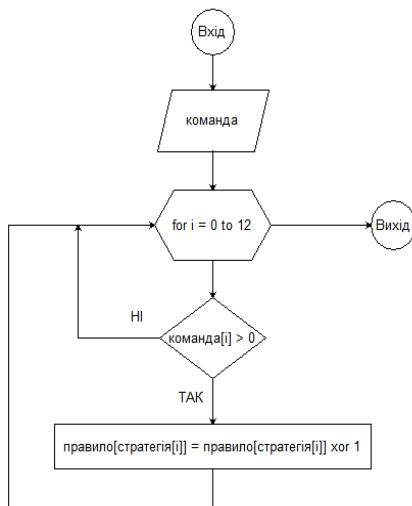 Вхід
команда
for i = 0 to 12
Вихід
НІ
команда[i] > 0
ТАК
правило[стратегія[i]] = правило[стратегія[i]] xor 1